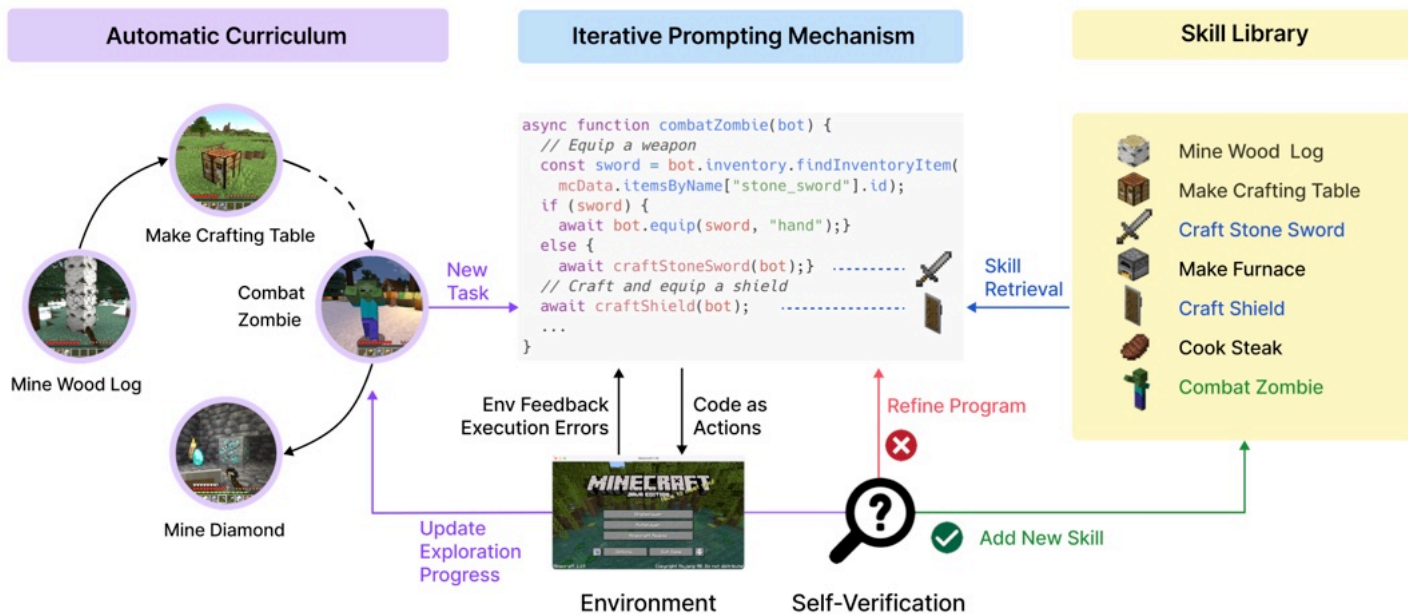 Automatic Curriculum
Iterative Prompting Mechanism
Skill Library
Make Crafting Table
Mine Wood Log
Combat
Zombie
Mine Diamond
New
Task
async function combatZombie(bot) {
// Equip a weapon
const sword = bot.inventory.findInventoryItem(
mcData.itemsByName["stone_sword"].id);
if (sword) {
await bot.equip(sword, "hand");}
else {
await craftStoneSword(bot);}
// Craft and equip a shield
await craftShield(bot);
...
}
Skill
Retrieval
Mine Wood Log
Make Crafting Table
Craft Stone Sword
Make Furnace
Craft Shield
Cook Steak
Combat Zombie
Env Feedback
Execution Errors
Code as
Actions
Refine Program
Update
Exploration
Progress
MINECRAFT
JAVA EDITION
?
Add New Skill
Environment
Self-Verification